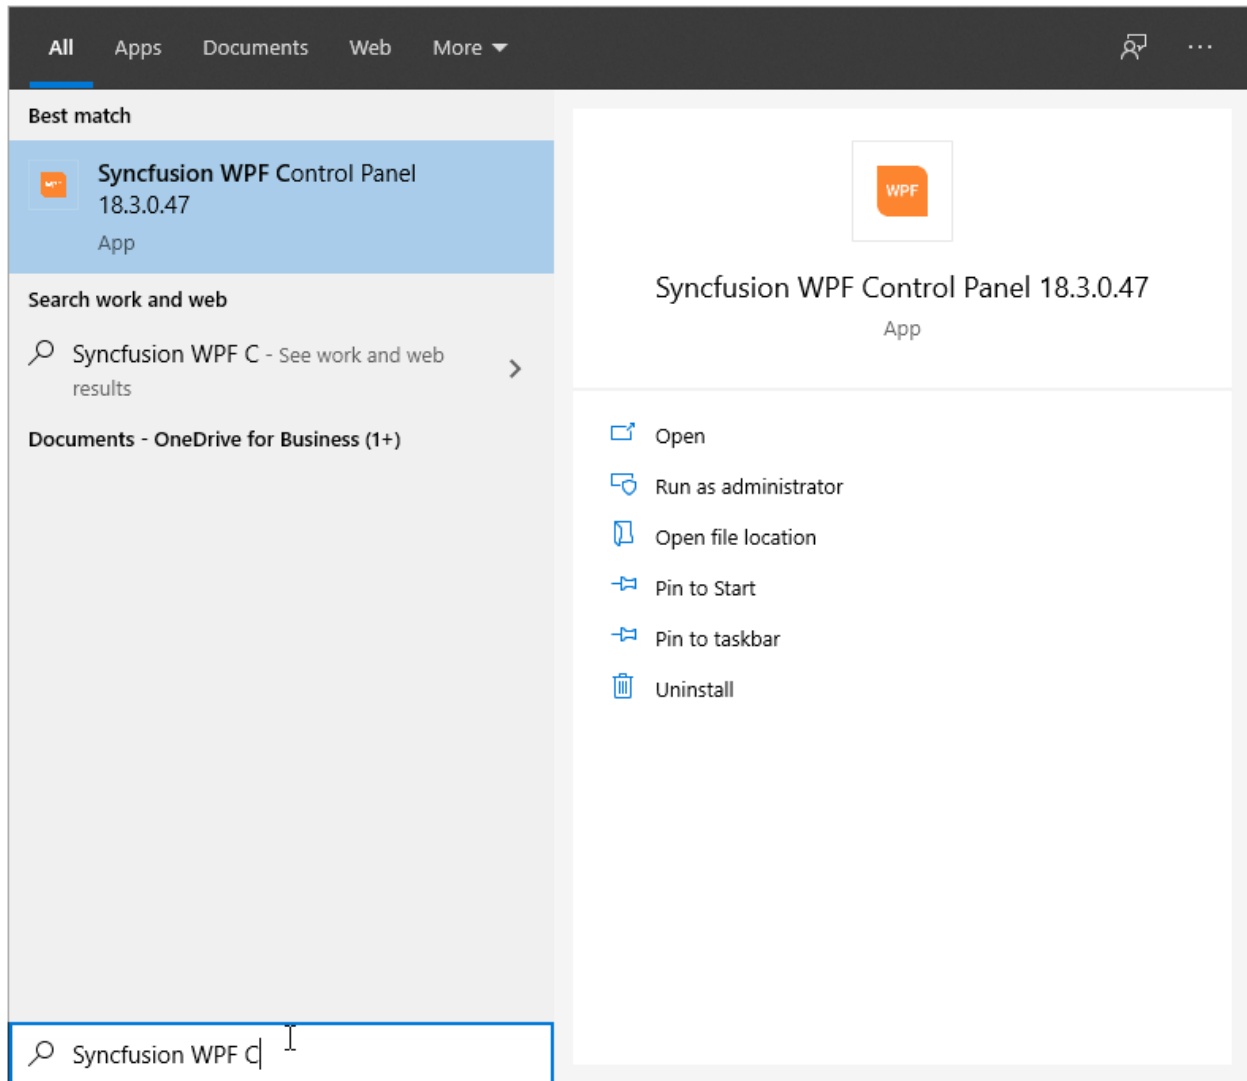 All Apps Documents Web More
Best match
Syncfusion WPF Control Panel
18.3.0.47
App
Search work and web
Syncfusion WPF C - See work and web
results
Documents - OneDrive for Business (1+)
Syncfusion WPF C
WPF
Syncfusion WPF Control Panel 18.3.0.47
App
Open
Run as administrator
Open file location
Pin to Start
Pin to taskbar
Uninstall